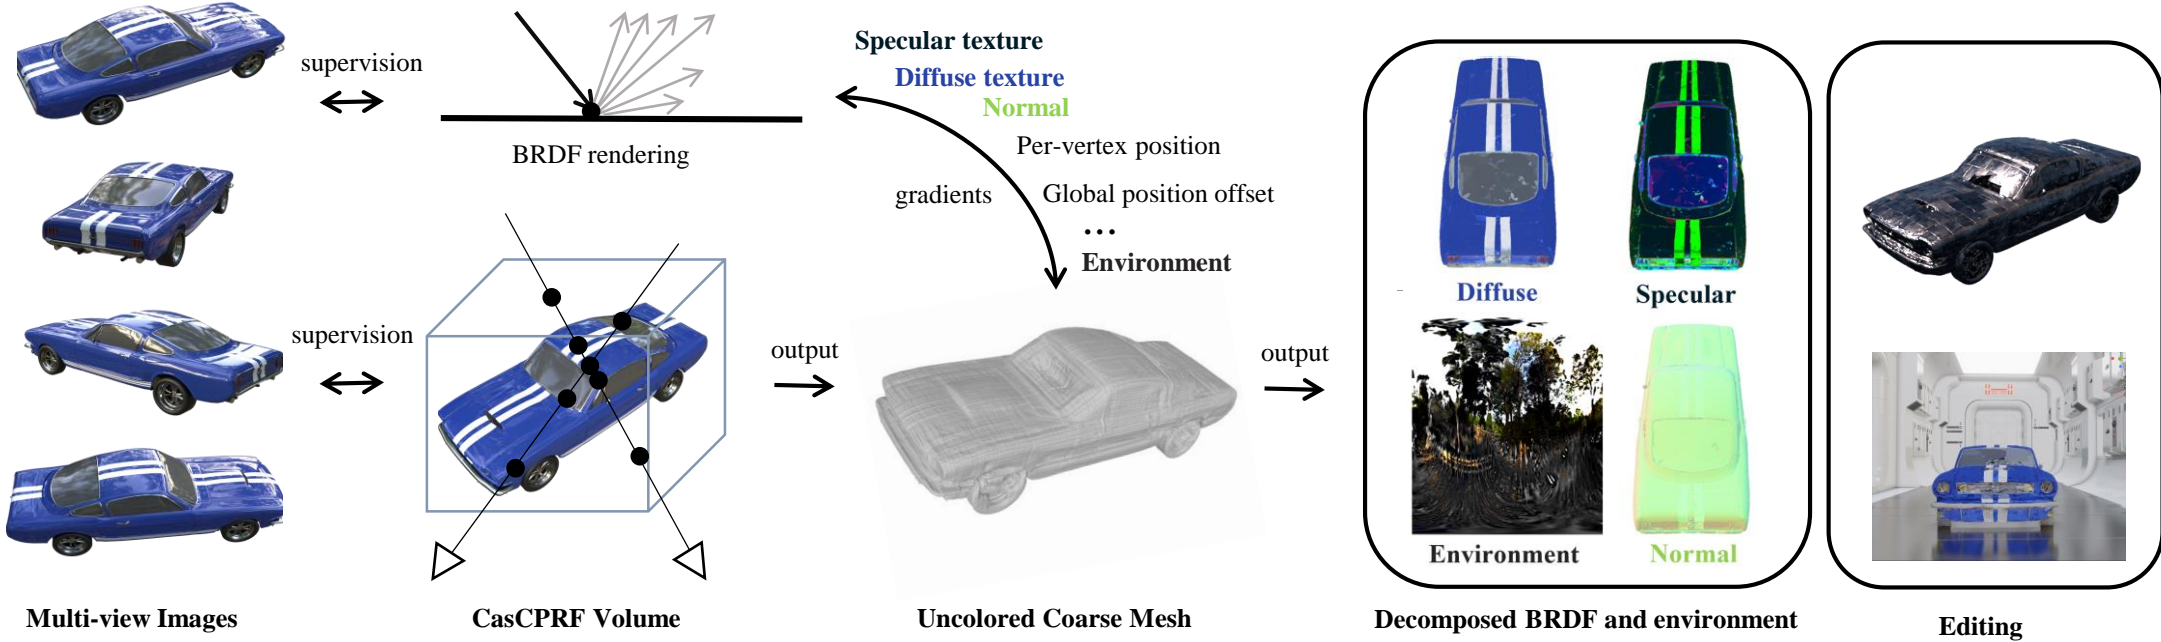 supervision
BRDF rendering
Specular texture
Diffuse texture
Normal
Per-vertex position
gradients
Global position offset
...
Environment
supervision
output
output
Diffuse
Specular
Environment
Normal
Multi-view Images
CasCPRF Volume
Uncolored Coarse Mesh
Decomposed BRDF and environment
Editing